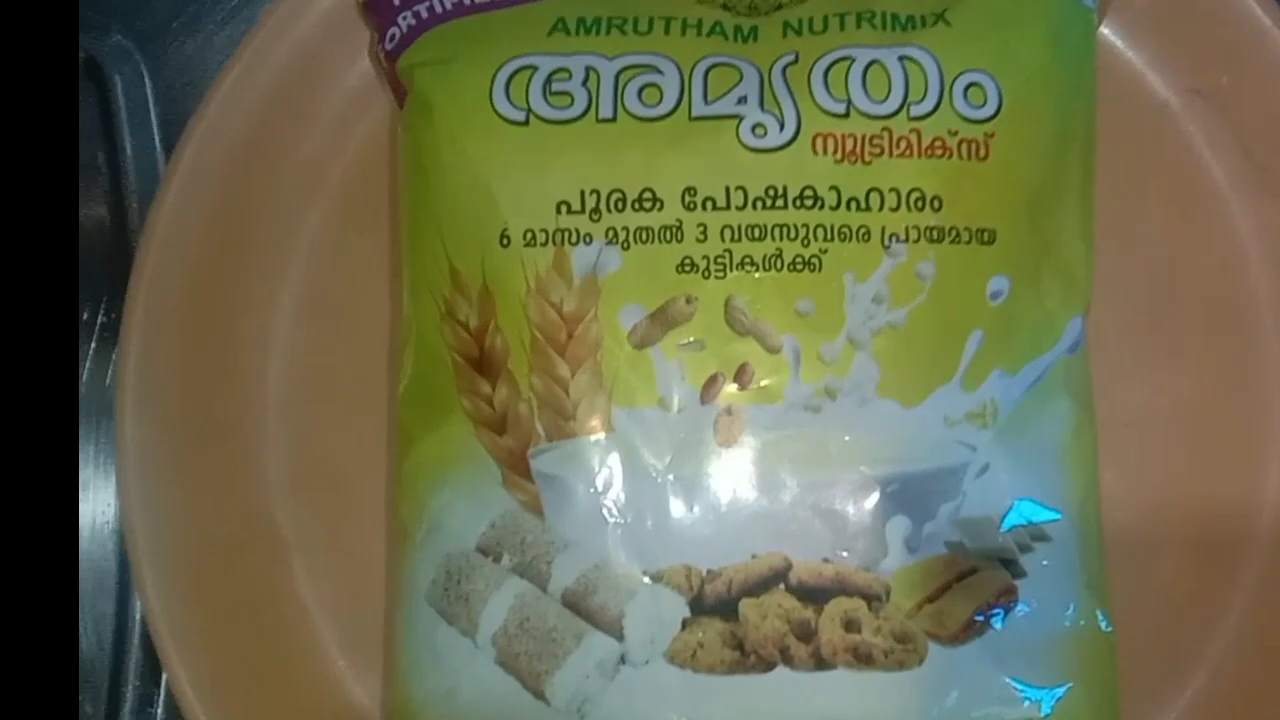 AMRUTHAM NUTRIMIX
അമൃതം
ന്യൂട്രിമിക്സ്
പൂരക പോഷകാഹാരം
6 മാസം മുതൽ 3 വയസുവരെ പ്രായമായ
കുട്ടികൾക്ക്